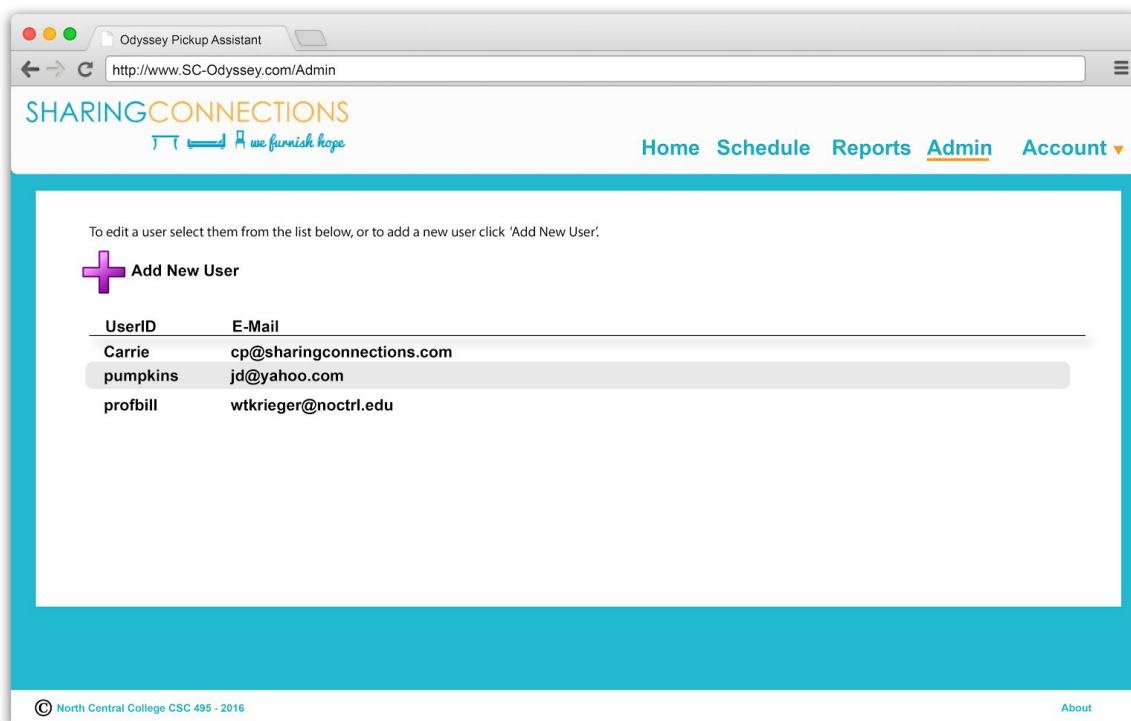 Odyssey Pickup Assistant
http://www.SC-Odyssey.com/Admin
SHARINGCONNECTIONS
we furnish hope
Home Schedule Reports Admin Account
To edit a user select them from the list below, or to add a new user click ‘Add New User’.
Add New User
UserID E-Mail
Carrie cp@sharingconnections.com
pumpkins jd@yahoo.com
profbill wtkrieger@noctrl.edu
© North Central College CSC 495 - 2016 About